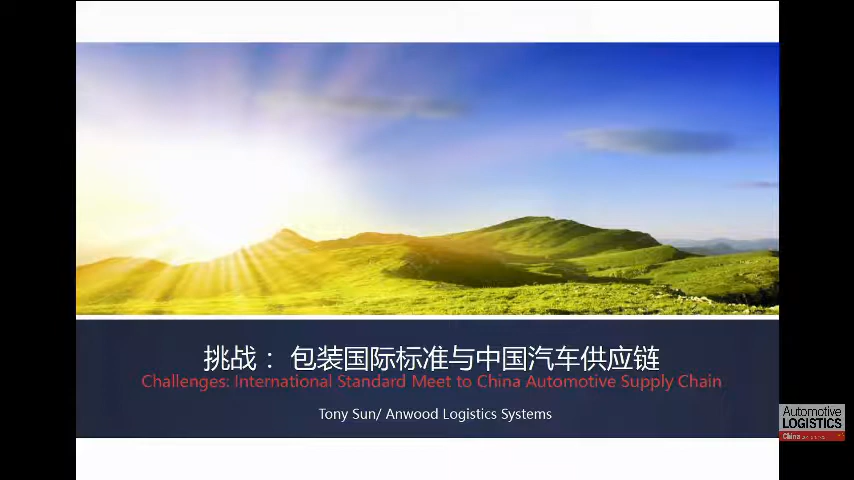 挑战： 包装国际标准与中国汽车供应链
Challenges: International Standard Meet to China Automotive Supply Chain
Tony Sun/ Anwood Logistics Systems
Automotive
LOGISTICS
China